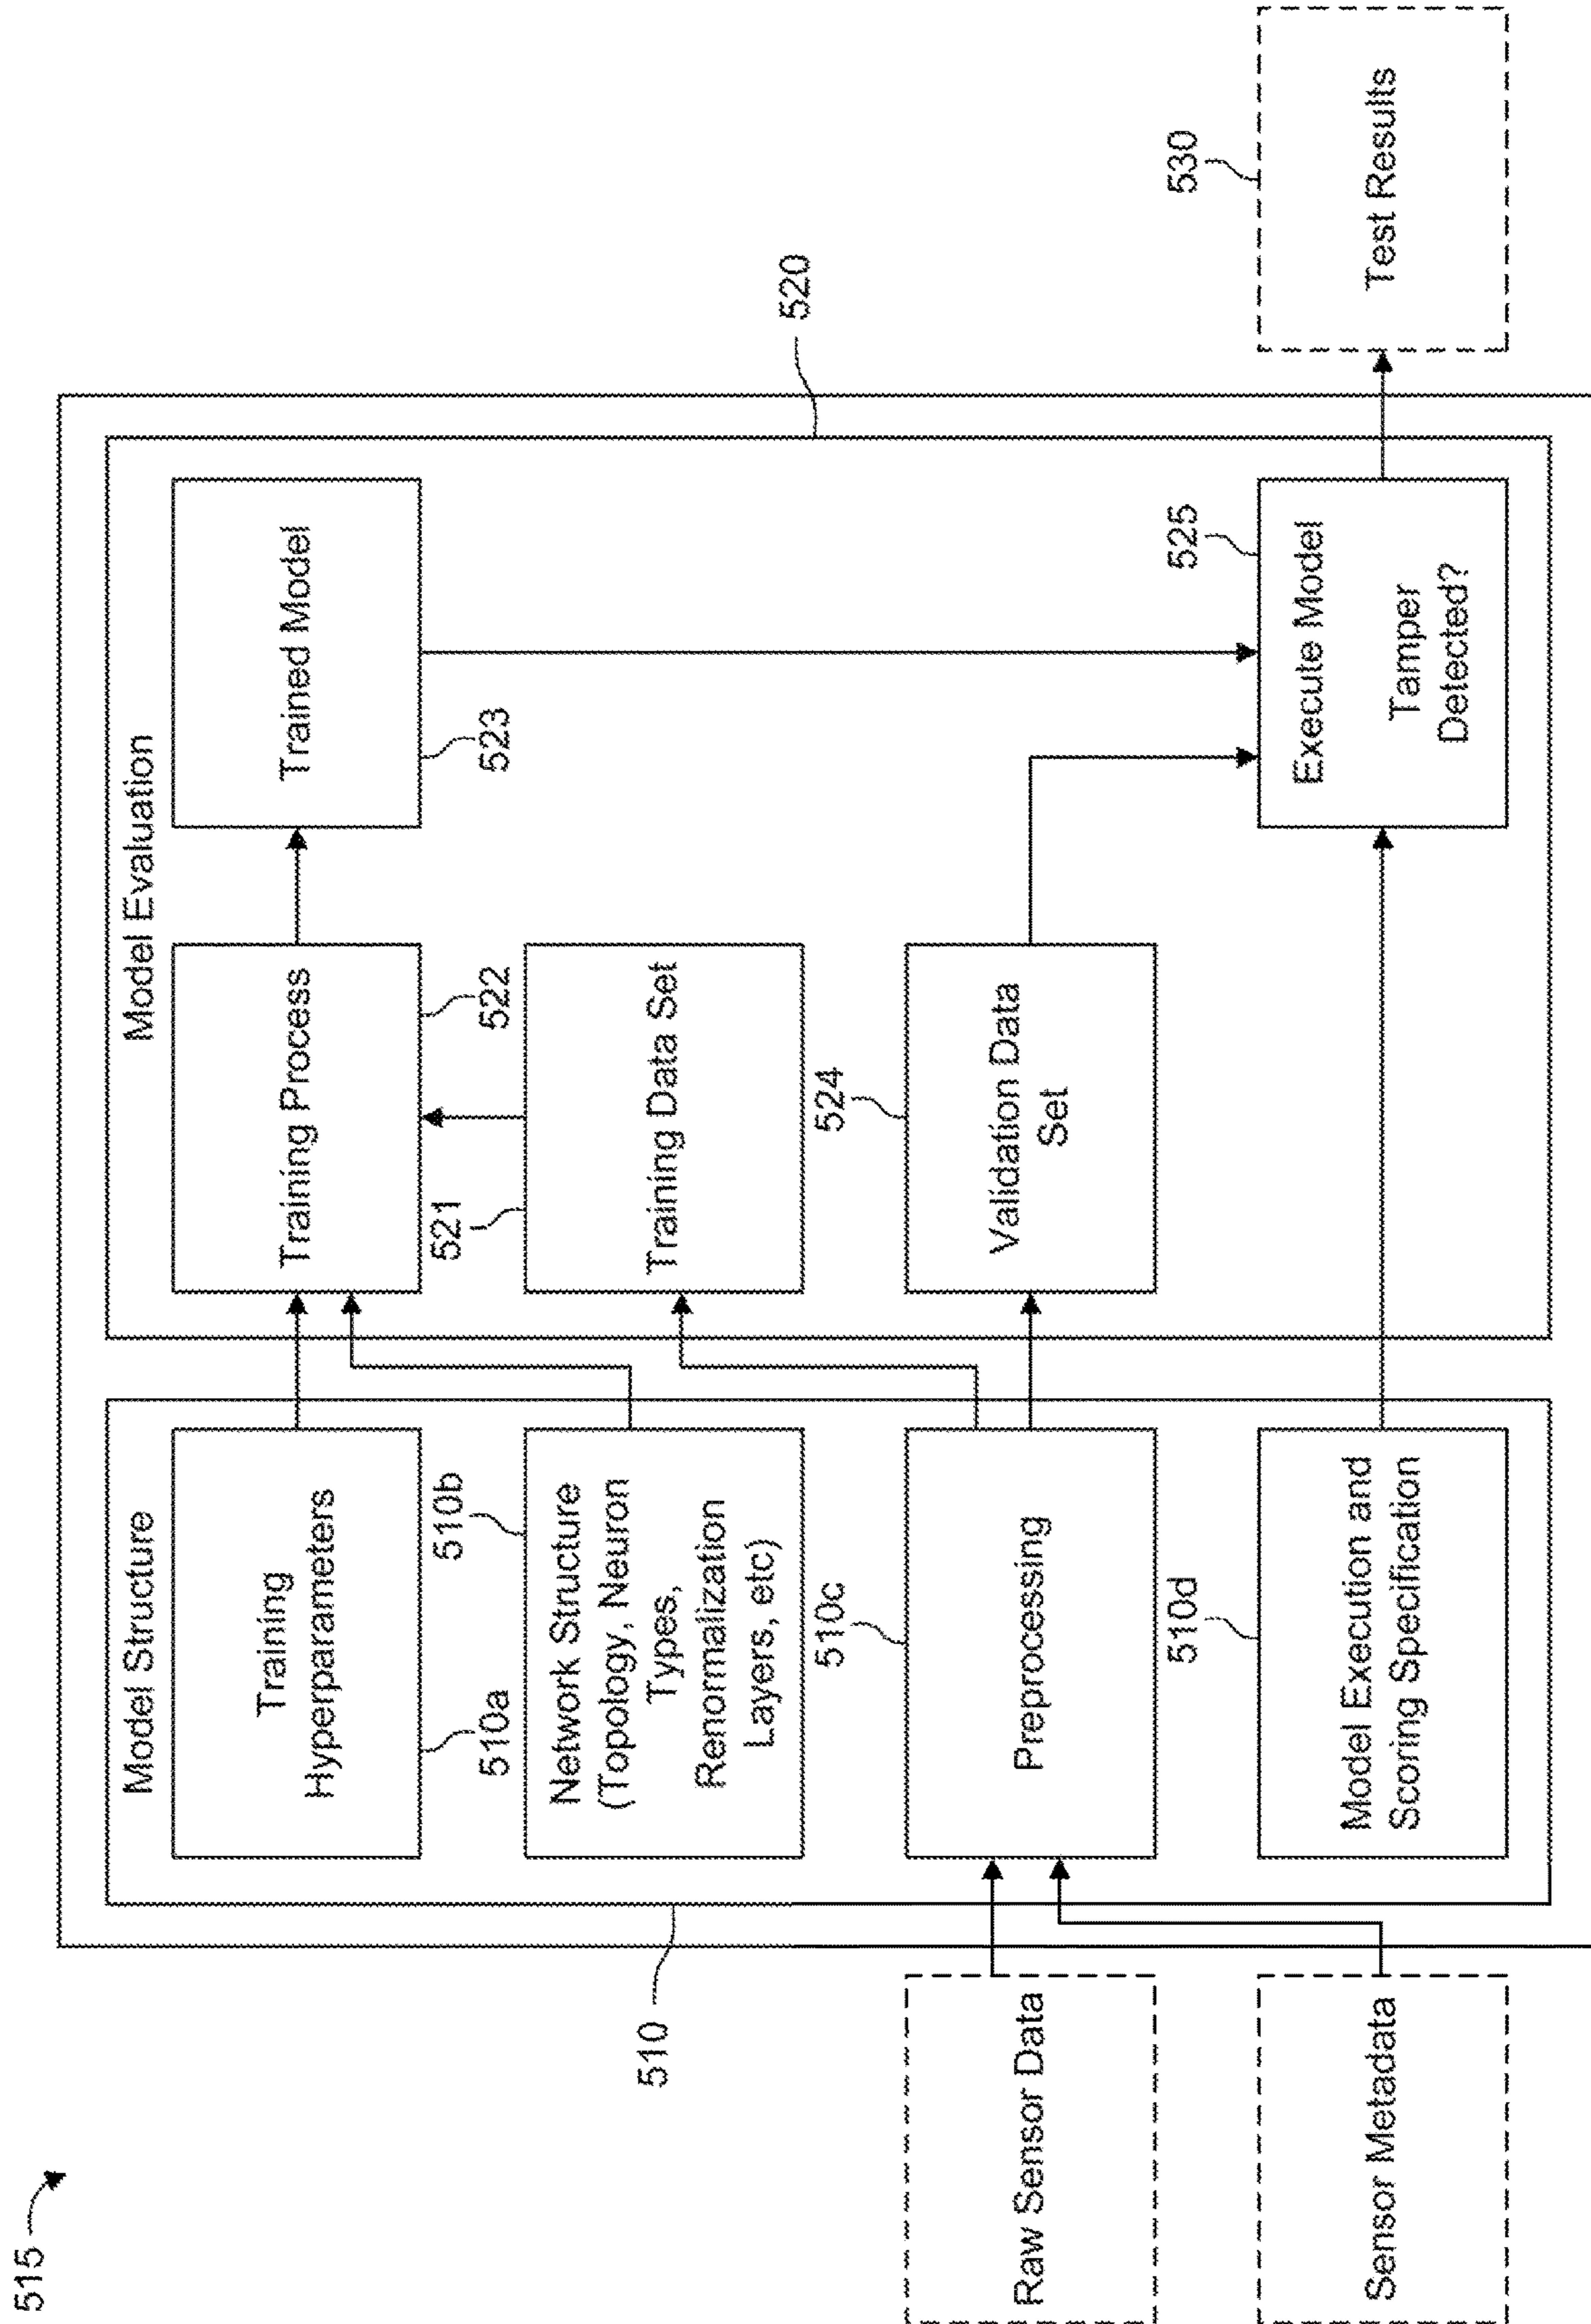 515
Model Structure
Model Evaluation
Training
Hyperparameters
510a
Training Process
522
Trained Model
523
510b
Network Structure
(Topology, Neuron
Types,
Renormalization
Layers, etc)
521
Training Data Set
520
510
510c
Preprocessing
524
Validation Data
Set
Raw Sensor Data
510d
Model Execution and
Scoring Specification
525
Execute Model
Tamper
Detected?
530
Test Results
Sensor Metadata